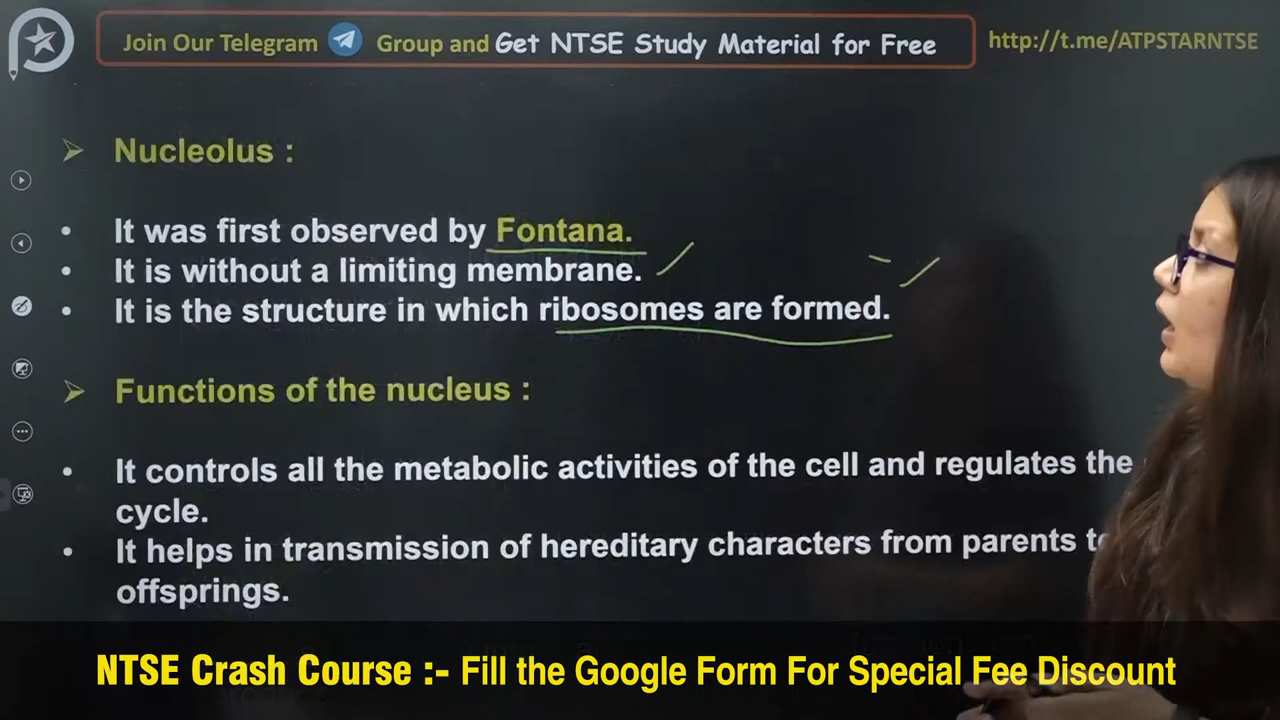 Join Our Telegram Group and Get NTSE Study Material for Free
http://t.me/ATPSTARNTSE
Nucleolus :
It was first observed by Fontana.
It is without a limiting membrane.
It is the structure in which ribosomes are formed.
Functions of the nucleus :
It controls all the metabolic activities of the cell and regulates the
cycle.
It helps in transmission of hereditary characters from parents
offsprings.
NTSE Crash Course :- Fill the Google Form For Special Fee Discount